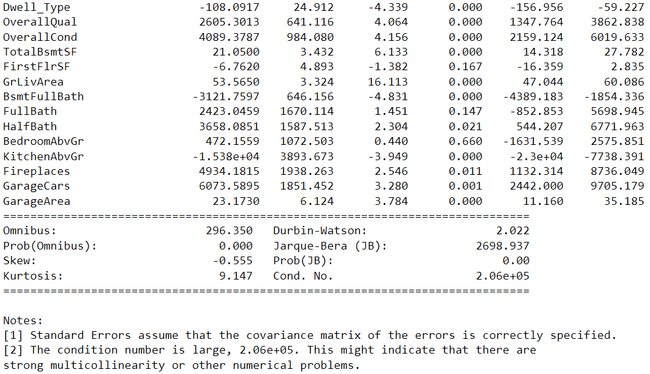 Dwell_Type -108.0917 24.912 -4.339 0.000 -156.956 -59.227
OverallQual 2605.3013 641.116 4.064 0.000 1347.764 3862.838
OverallCond 4089.3787 984.080 4.156 0.000 2159.124 6019.633
TotalBsmtSF 21.0500 3.432 6.133 0.000 14.318 27.782
FirstFlrSF -6.7620 4.893 -1.382 0.167 -16.359 2.835
GrLivArea 53.5650 3.324 16.113 0.000 47.044 60.086
BsmtFullBath -3121.7597 646.156 -4.831 0.000 -4389.183 -1854.336
FullBath 2423.0459 1670.114 1.451 0.147 -852.853 5698.945
HalfBath 3658.0851 1587.513 2.304 0.021 544.207 6771.963
BedroomAbvGr 472.1559 1072.503 0.440 0.660 -1631.539 2575.851
KitchenAbvGr -1.538e+04 3893.673 -3.949 0.000 -2.3e+04 -7738.391
Fireplaces 4934.1815 1938.263 2.546 0.011 1132.314 8736.049
GarageCars 6073.5895 1851.452 3.280 0.001 2442.000 9705.179
GarageArea 23.1730 6.124 3.784 0.000 11.160 35.185
==============================================================================
Omnibus: 296.350 Durbin-Watson: 2.022
Prob(Omnibus): 0.000 Jarque-Bera (JB): 2698.937
Skew: -0.555 Prob(JB): 0.00
Kurtosis: 9.147 Cond. No. 2.06e+05
==============================================================================
Notes:
[1] Standard Errors assume that the covariance matrix of the errors is correctly specified.
[2] The condition number is large, 2.06e+05. This might indicate that there are
strong multicollinearity or other numerical problems.